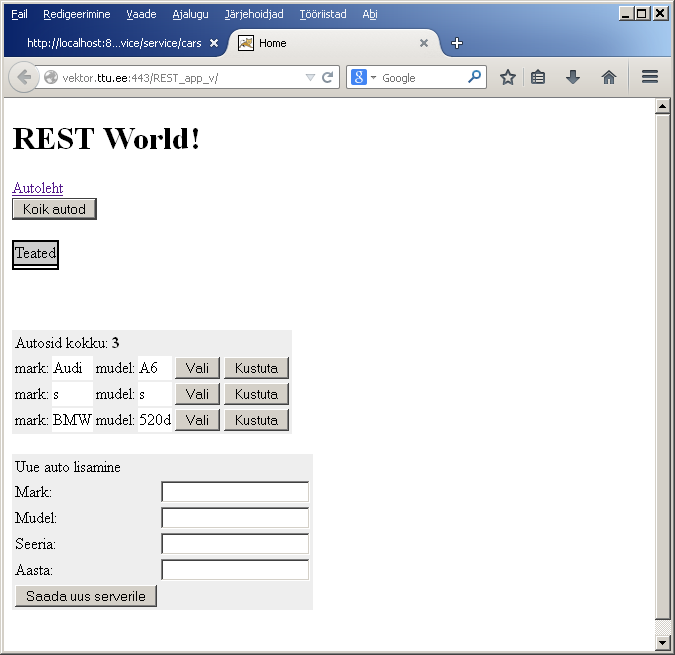 Fail Redigeerimine Vaade Ajalugu Järjehoidjad Tööriistad Abi
http://localhost:8...vice/service/cars Home
vektor.ttu.ee:443/REST_app_v/ Google
REST World!
Autoleht
Koik autod
Teated
Autosid kokku: 3
mark: Audi mudel: A6 Vali Kustuta
mark: s mudel: s Vali Kustuta
mark: BMW mudel: 520d Vali Kustuta
Uue auto lisamine
Mark:
Mudel:
Seeria:
Aasta:
Saada uus serverile